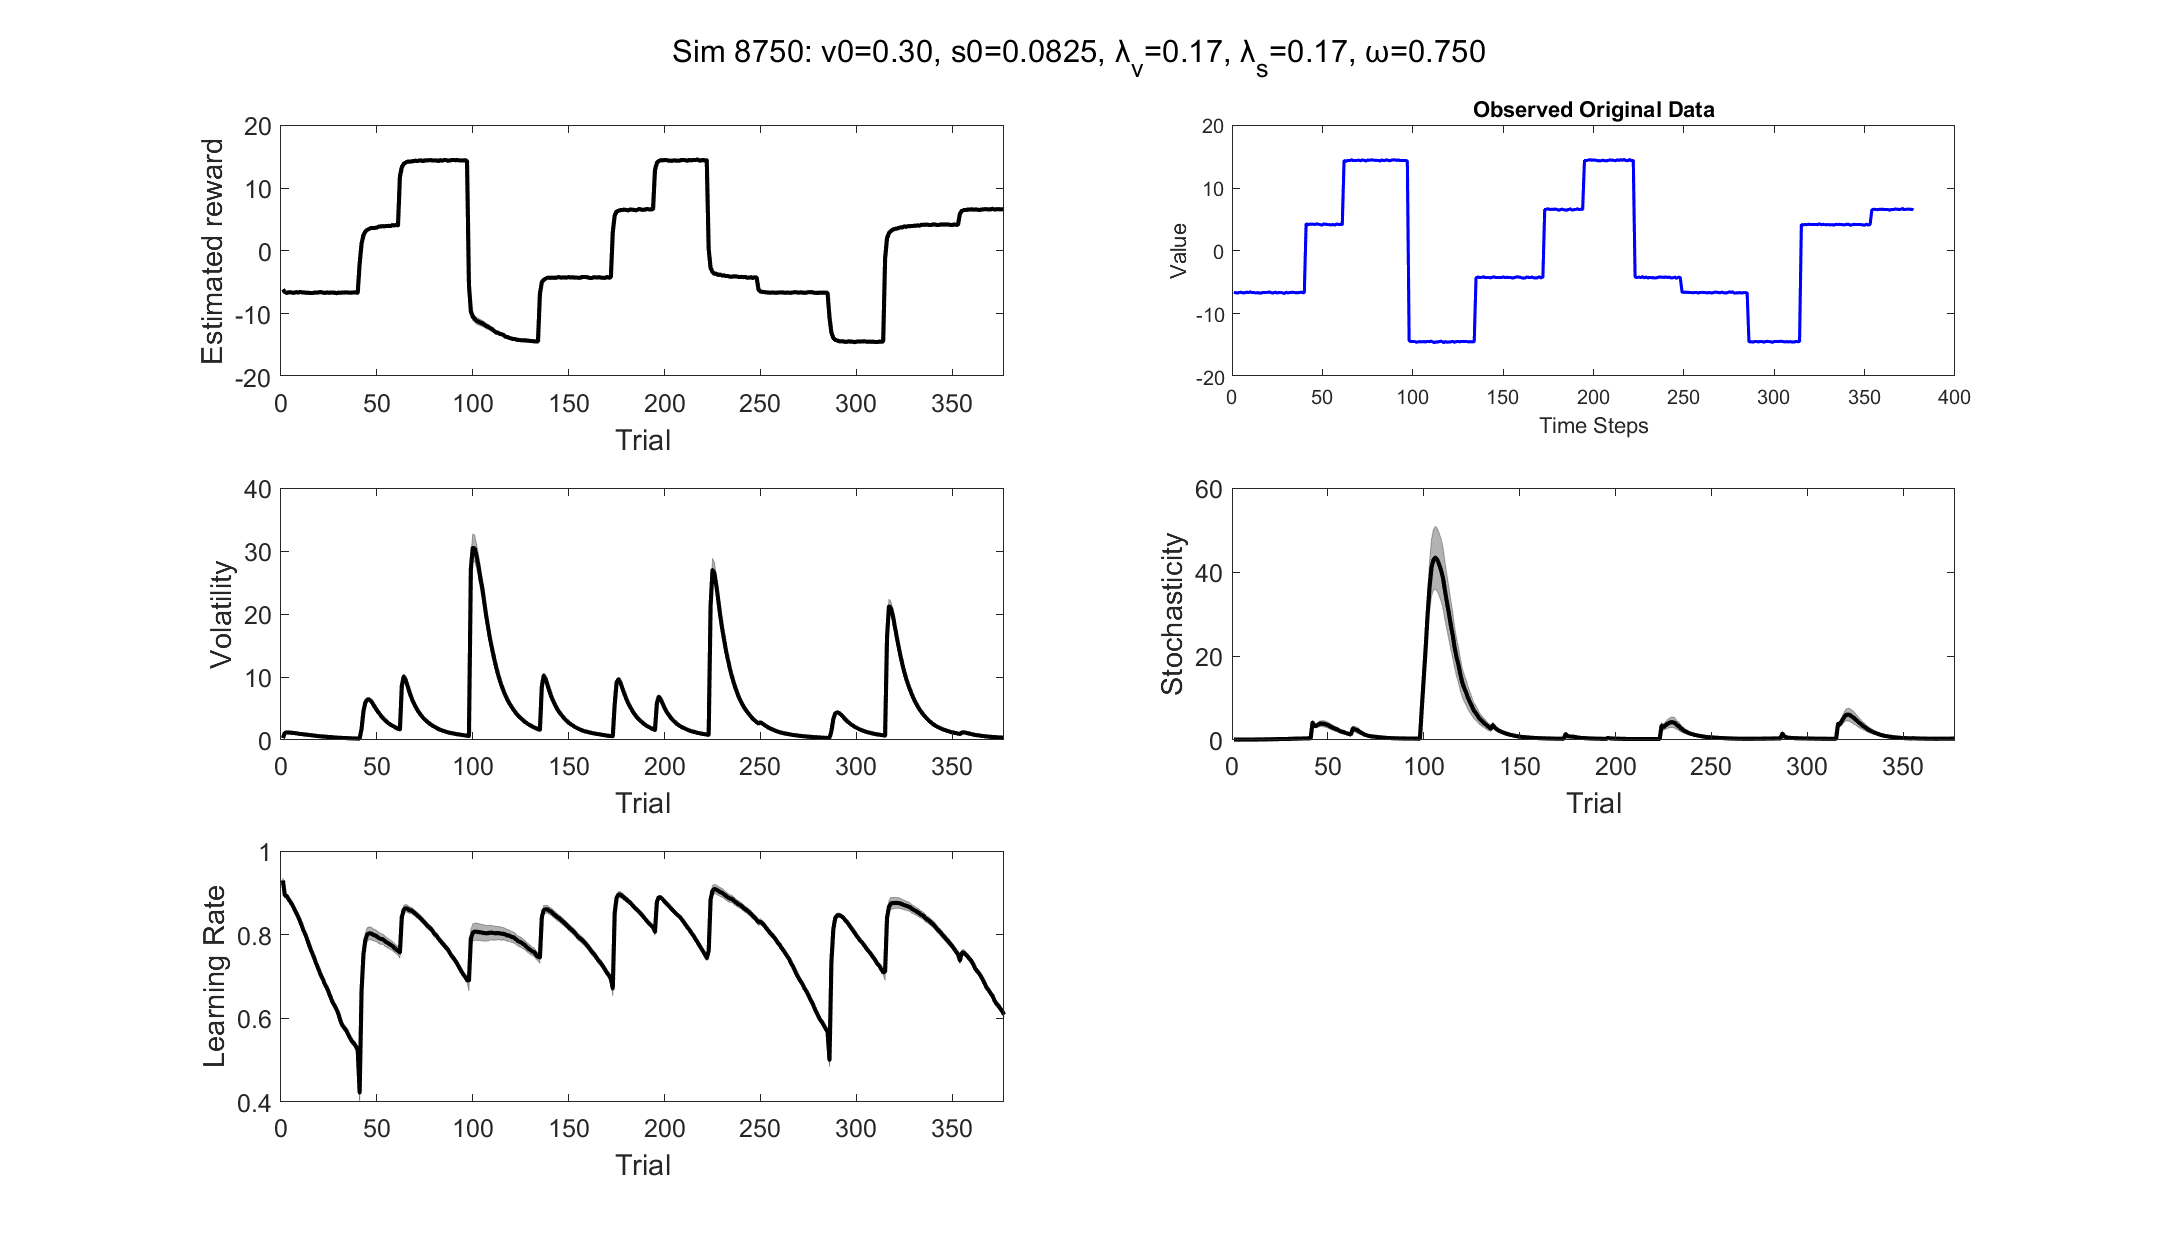 Sim 8750: v0=0.30, s0=0.0825, λv=0.17, λs=0.17, ω=0.750
20
10
0
-10
-20
Estimated reward
0 50 100 150 200 250 300 350
Trial
Observed Original Data
20
10
0
-10
-20
Value
0 50 100 150 200 250 300 350 400
Time Steps
40
30
20
10
0
Volatility
0 50 100 150 200 250 300 350
Trial
60
40
20
0
Stochasticity
0 50 100 150 200 250 300 350
Trial
1
0.8
0.6
0.4
Learning Rate
0 50 100 150 200 250 300 350
Trial